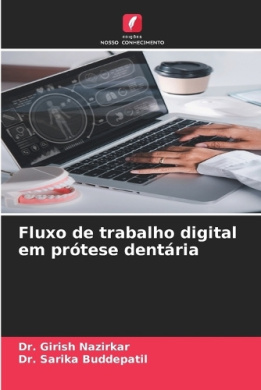 edições
NOSSO CONHECIMENTO
Fluxo de trabalho digital
em prótese dentária
Dr. Girish Nazirkar
Dr. Sarika Buddepatil